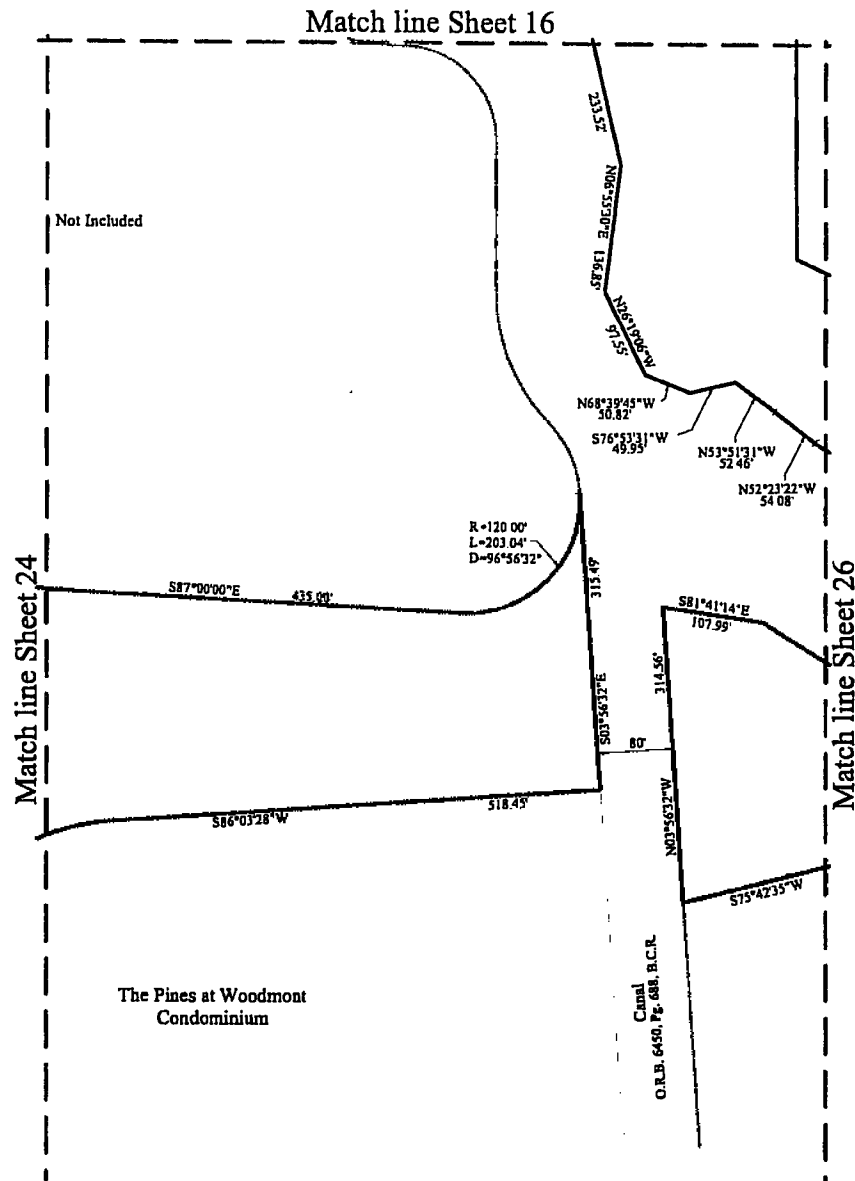 Match line Sheet 16
233.52'
Not Included
N06°55'30"E 136.85'
N26°19'06"W
97.55'
N68°39'45"W
50.82'
S76°53'31"W
49.95'
N53°51'31"W
52 46'
N52°23'22"W
54 08'
R=120 00'
L=203.04'
D=96°56'32"
Match line Sheet 24
S87°00'00"E 435.00'
315.49'
S03°56'32"E
S81°41'14"E
107.99'
314.56'
N03°56'32"W
80'
Match line Sheet 26
S86°03'28"W 518.45'
S75°42'35"W
The Pines at Woodmont
Condominium
Canal
O.R.B. 6450, Pg. 688, B.C.R.